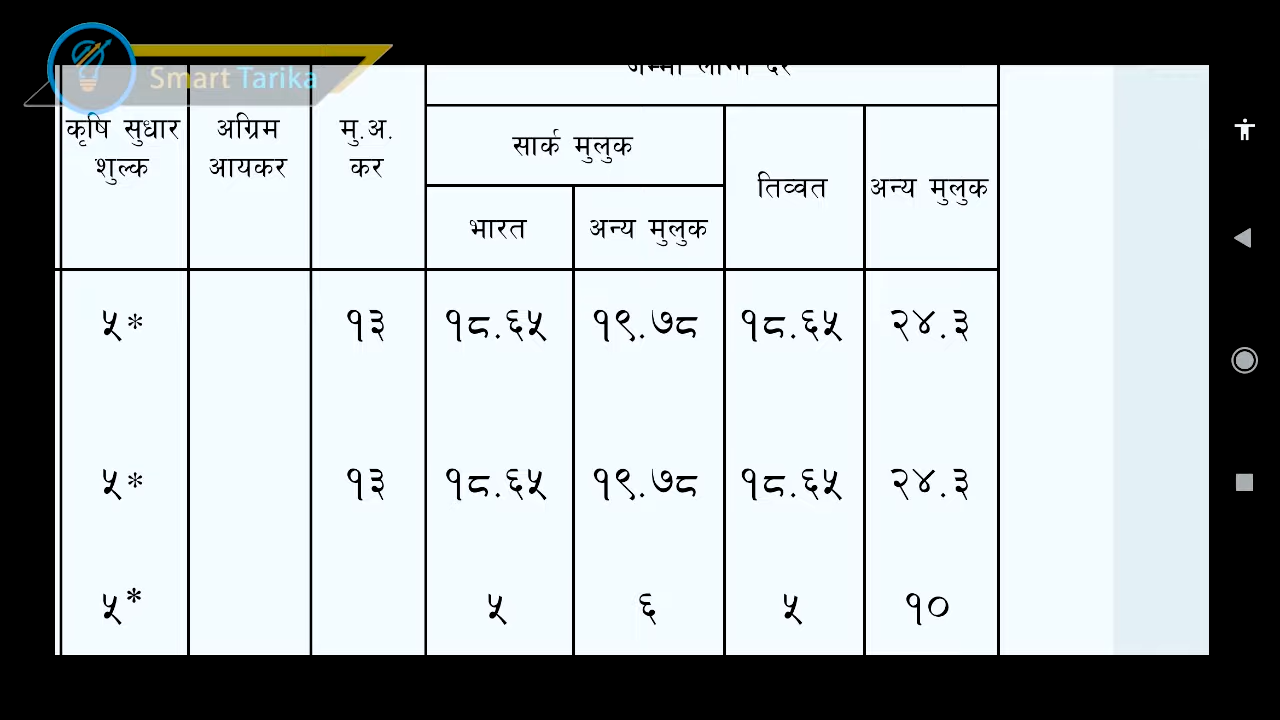 Smart Tarika
जम्मा लाग्ने दर
कृषि सुधार
शुल्क
अग्रिम
आयकर
मु.अ.
कर
सार्क मुलुक
भारत
अन्य मुलुक
तिव्वत
अन्य मुलुक
५* १३ १८.६५ १९.७८ १८.६५ २४.३
५* १३ १८.६५ १९.७८ १८.६५ २४.३
५* ५ ६ ५ १०